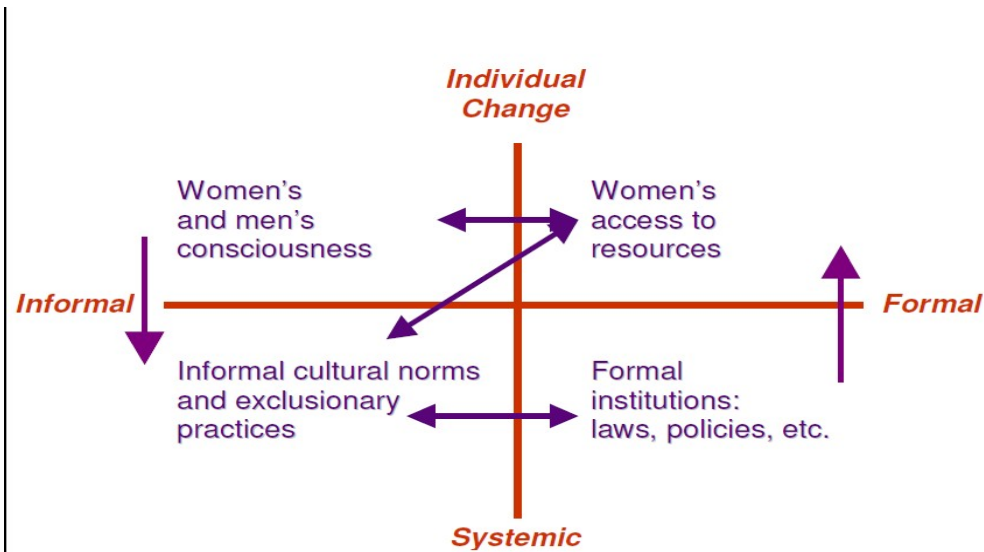 Individual
Change
Women's
and men's
consciousness
Women's
access to
resources
Informal
Formal
Informal cultural norms
and exclusionary
practices
Formal
institutions:
laws, policies, etc.
Systemic